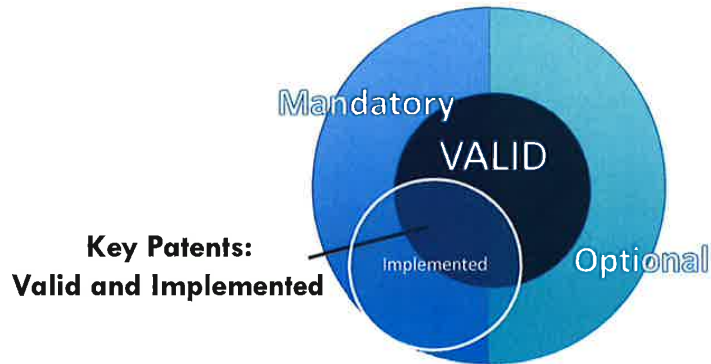 Mandatory
VALID
Key Patents:
Valid and Implemented
Implemented
Optional